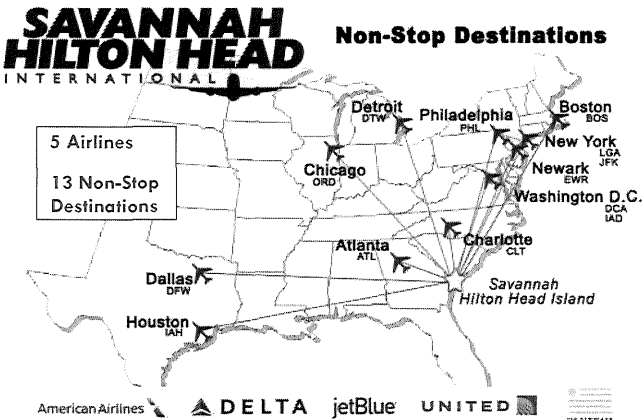 SAVANNAH
HILTON HEAD
INTERNATIONAL
Non-Stop Destinations
5 Airlines
13 Non-Stop
Destinations
Detroit
DTW
Philadelphia
PHL
Boston
BOS
New York
LGA
JFK
Newark
EWR
Washington D.C.
DCA
IAD
Chicago
ORD
Charlotte
CLT
Atlanta
ATL
Dallas
DFW
Houston
IAH
Savannah
Hilton Head Island
American Airlines
DELTA
jetBlue
UNITED